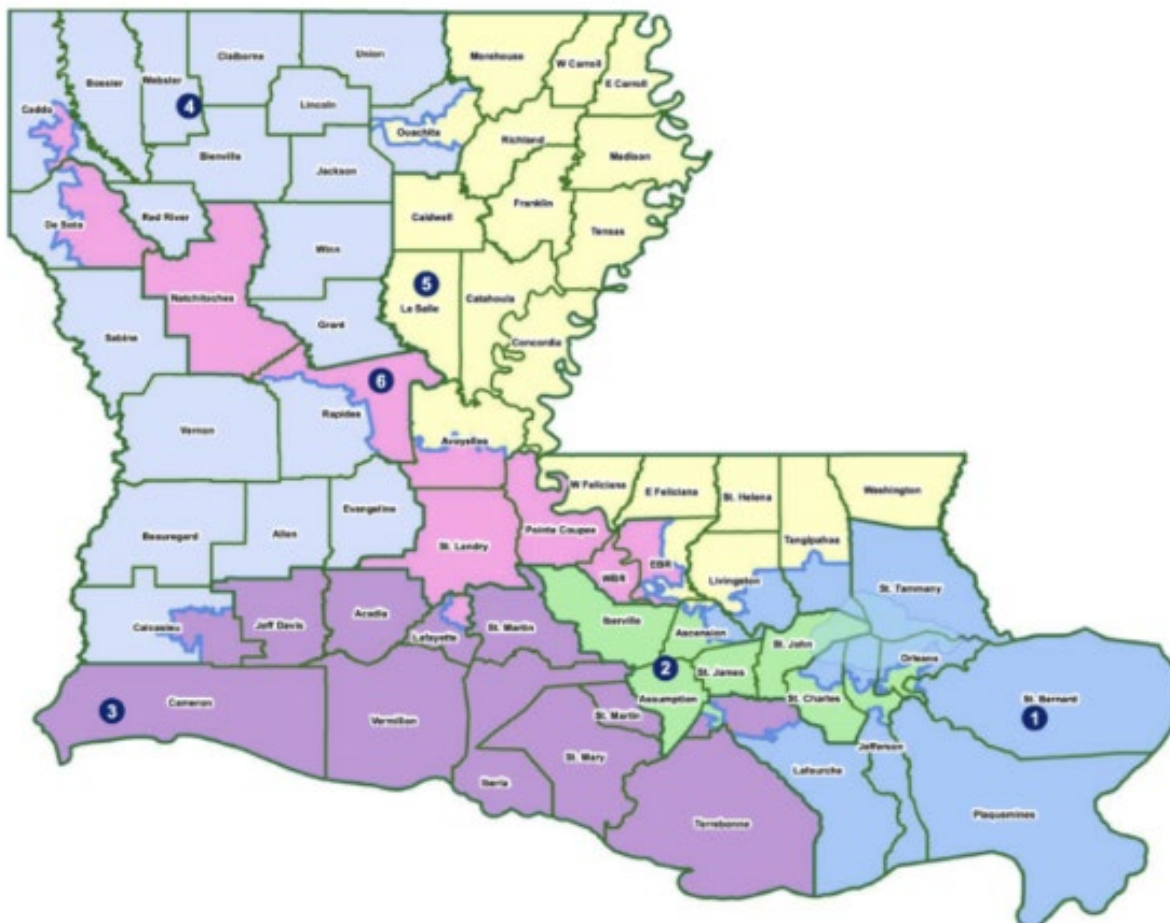 Claiborne
Union
Morehouse
W Carroll
E Carroll
Bossier
Webster
4
Lincoln
Caddo
Ouachita
Richland
Madison
Bienville
Jackson
Franklin
Caldwell
Tensas
Red River
De Soto
Winn
5
La Salle
Catahoula
Natchitoches
Grant
Concordia
Sabine
6
Rapides
Vernon
Avoyelles
W Feliciana
E Feliciana
St. Helena
Washington
Evangeline
Pointe Coupee
Beauregard
Allen
Tangipahoa
St. Landry
EBR
WBR
Livingston
St. Tammany
Calcasieu
Jeff Davis
Acadia
Lafayette
St. Martin
Iberville
Ascension
St. John
Orleans
2
St. James
Assumption
St. Charles
St. Bernard
3
Cameron
Vermilion
St. Martin
1
Jefferson
St. Mary
Iberia
Lafourche
Terrebonne
Plaquemines